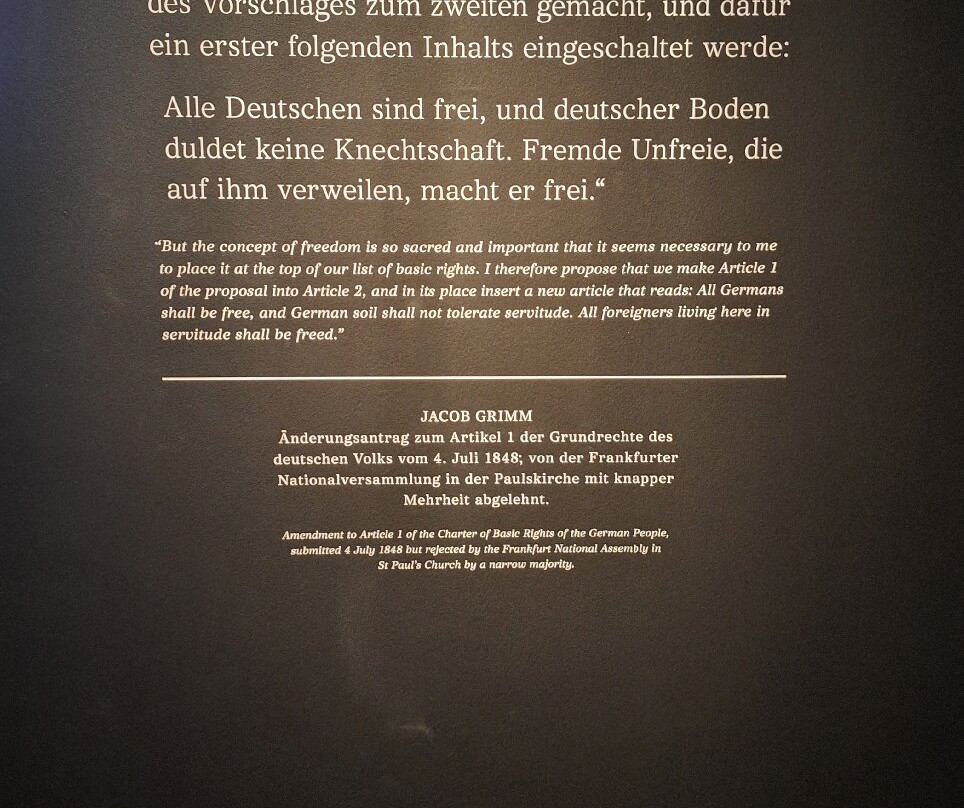 des Vorschlages zum zweiten gemacht, und dafür
ein erster folgenden Inhalts eingeschaltet werde:
Alle Deutschen sind frei, und deutscher Boden
duldet keine Knechtschaft. Fremde Unfreie, die
auf ihm verweilen, macht er frei.“
“But the concept of freedom is so sacred and important that it seems necessary to me
to place it at the top of our list of basic rights. I therefore propose that we make Article 1
of the proposal into Article 2, and in its place insert a new article that reads: All Germans
shall be free, and German soil shall not tolerate servitude. All foreigners living here in
servitude shall be freed.”
JACOB GRIMM
Änderungsantrag zum Artikel 1 der Grundrechte des
deutschen Volks vom 4. Juli 1848; von der Frankfurter
Nationalversammlung in der Paulskirche mit knapper
Mehrheit abgelehnt.
Amendment to Article 1 of the Charter of Basic Rights of the German People,
submitted 4 July 1848 but rejected by the Frankfurt National Assembly in
St Paul's Church by a narrow majority.